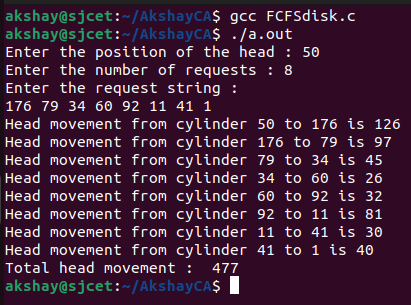 akshay@sjcet:~/AkshayCA$ gcc FCFSdisk.c
akshay@sjcet:~/AkshayCA$ ./a.out
Enter the position of the head : 50
Enter the number of requests : 8
Enter the request string :
176 79 34 60 92 11 41 1
Head movement from cylinder 50 to 176 is 126
Head movement from cylinder 176 to 79 is 97
Head movement from cylinder 79 to 34 is 45
Head movement from cylinder 34 to 60 is 26
Head movement from cylinder 60 to 92 is 32
Head movement from cylinder 92 to 11 is 81
Head movement from cylinder 11 to 41 is 30
Head movement from cylinder 41 to 1 is 40
Total head movement :  477
akshay@sjcet:~/AkshayCA$